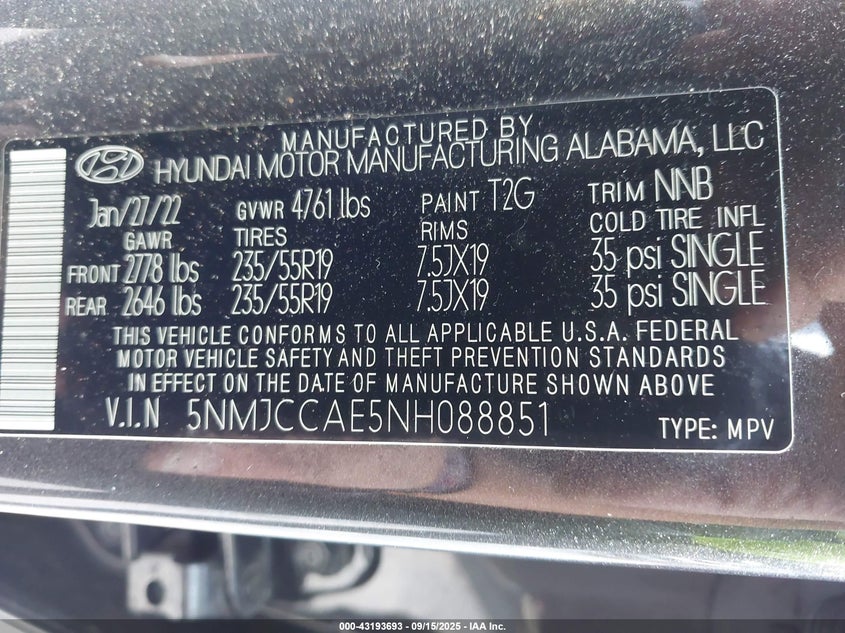 MANUFACTURED BY
HYUNDAI MOTOR MANUFACTURING ALABAMA, LLC
Jan/27/22 GVWR 4761 lbs PAINT T2G TRIM NNB
GAWR TIRES RIMS COLD TIRE INFL
FRONT 2778 lbs 235/55R19 7.5JX19 35 psi SINGLE
REAR 2646 lbs 235/55R19 7.5JX19 35 psi SINGLE
THIS VEHICLE CONFORMS TO ALL APPLICABLE U.S.A. FEDERAL
MOTOR VEHICLE SAFETY AND THEFT PREVENTION STANDARDS
IN EFFECT ON THE DATE OF MANUFACTURE SHOWN ABOVE
V.I.N 5NMJCCAE5NH088851 TYPE: MPV
000-43193693 - 09/15/2025 - IAA Inc.